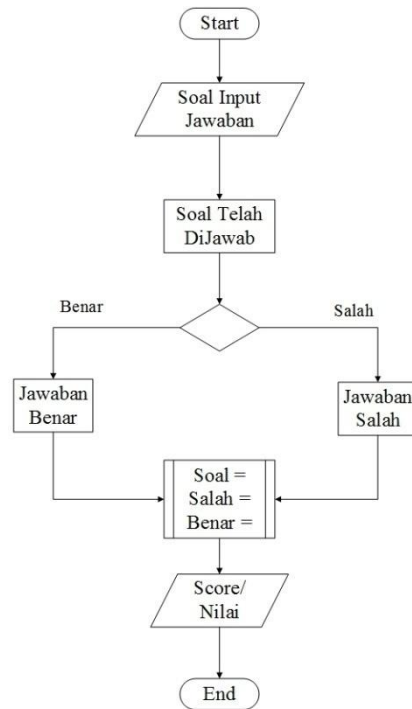 Start
Soal Input
Jawaban
Soal Telah
DiJawab
Benar
Salah
Jawaban
Benar
Jawaban
Salah
Soal =
Salah =
Benar =
Score/
Nilai
End